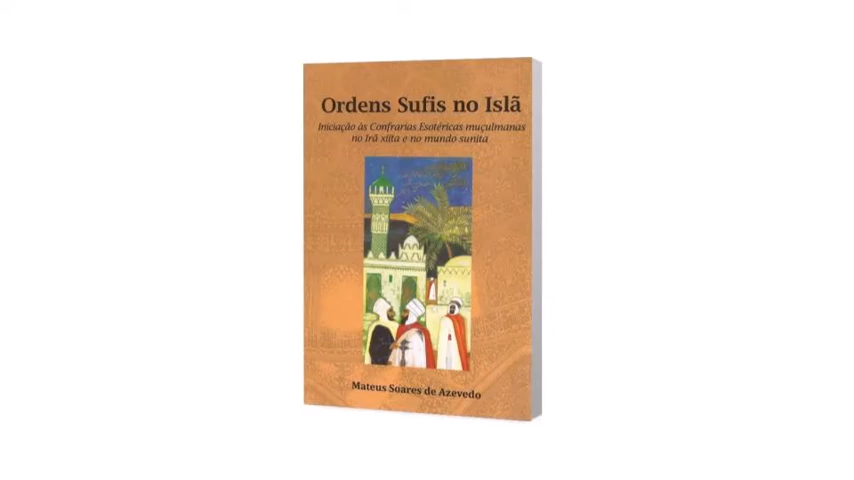 Ordens Sufis no Islã
Iniciação às Confrarias Esotéricas muçulmanas
no Irã xiita e no mundo sunita
Mateus Soares de Azevedo